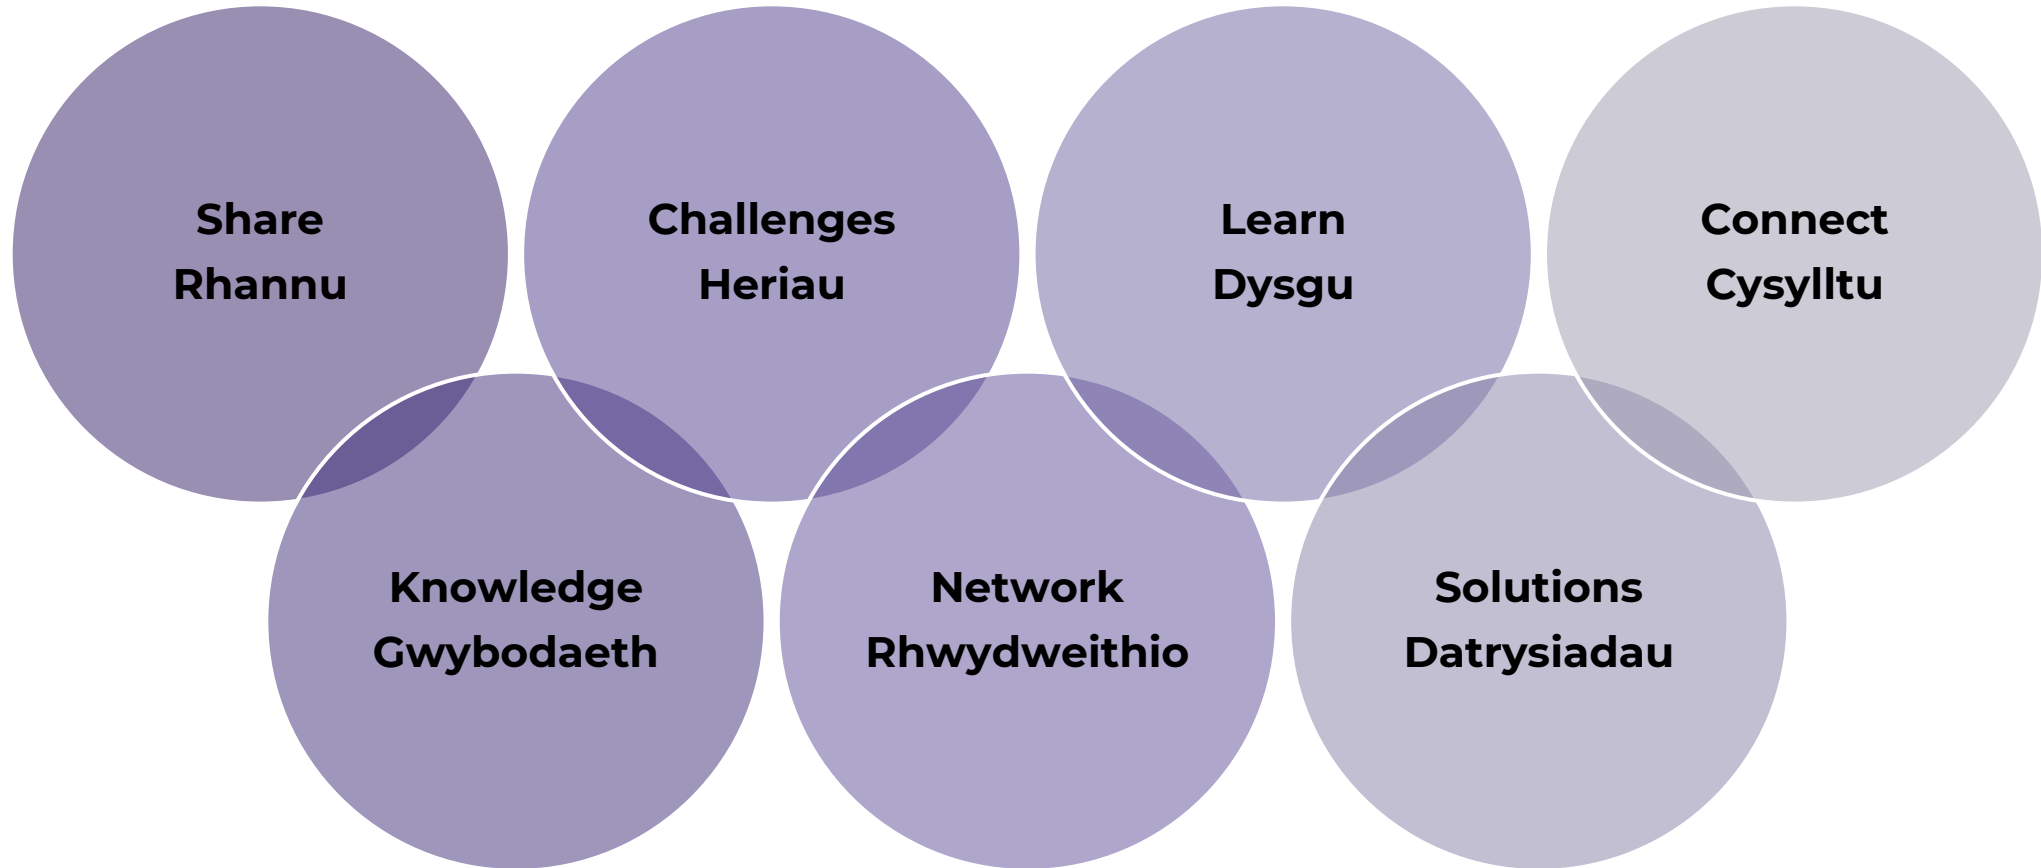 Share
Rhannu
Challenges
Heriau
Learn
Dysgu
Connect
Cysylltu
Knowledge
Gwybodaeth
Network
Rhwydweithio
Solutions
Datrysiadau